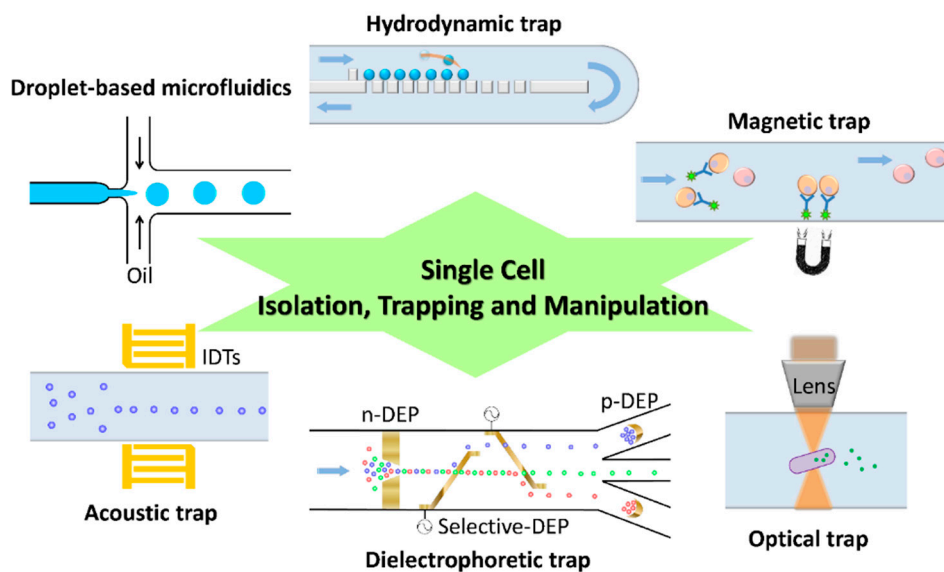 Hydrodynamic trap
Droplet-based microfluidics
Oil
Magnetic trap
Single Cell
Isolation, Trapping and Manipulation
IDTs
Acoustic trap
n-DEP
p-DEP
Selective-DEP
Dielectrophoretic trap
Lens
Optical trap